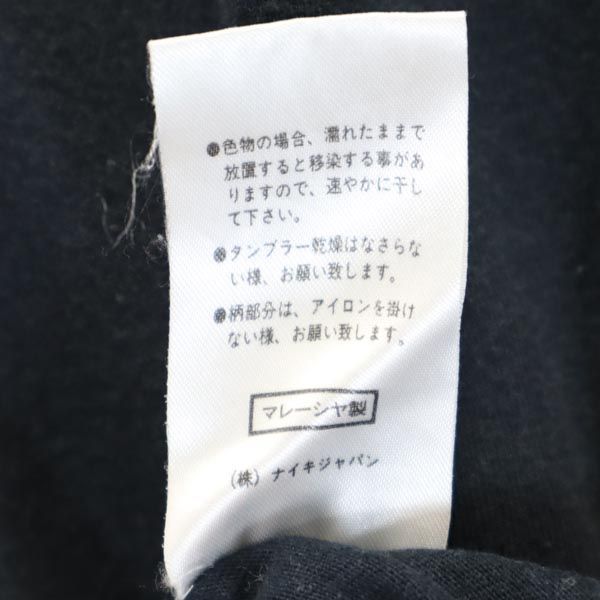 ●色物の場合、濡れたままで
放置すると移染する事があ
りますので、速やかに干し
て下さい。
●タンブラー乾燥はなさらな
い様、お願い致します。
●柄部分は、アイロンを掛け
ない様、お願い致します。
マレーシヤ製
(株) ナイキジャパン